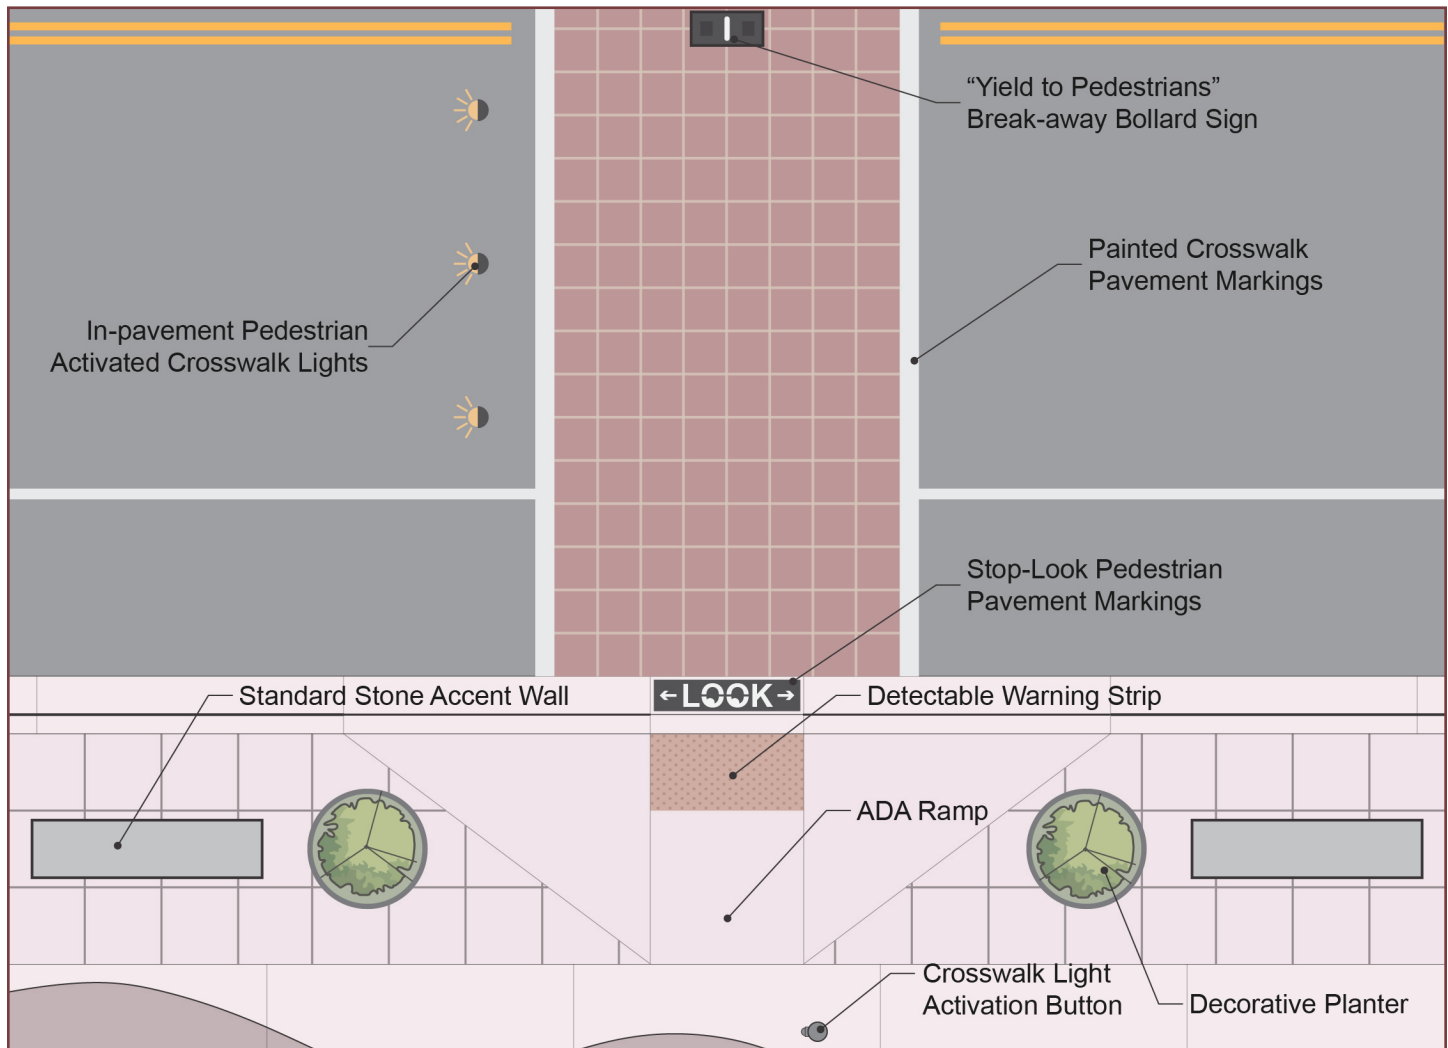 “Yield to Pedestrians”
Break-away Bollard Sign
Painted Crosswalk
Pavement Markings
In-pavement Pedestrian
Activated Crosswalk Lights
Stop-Look Pedestrian
Pavement Markings
Standard Stone Accent Wall
←LOOK→
Detectable Warning Strip
ADA Ramp
Crosswalk Light
Activation Button
Decorative Planter